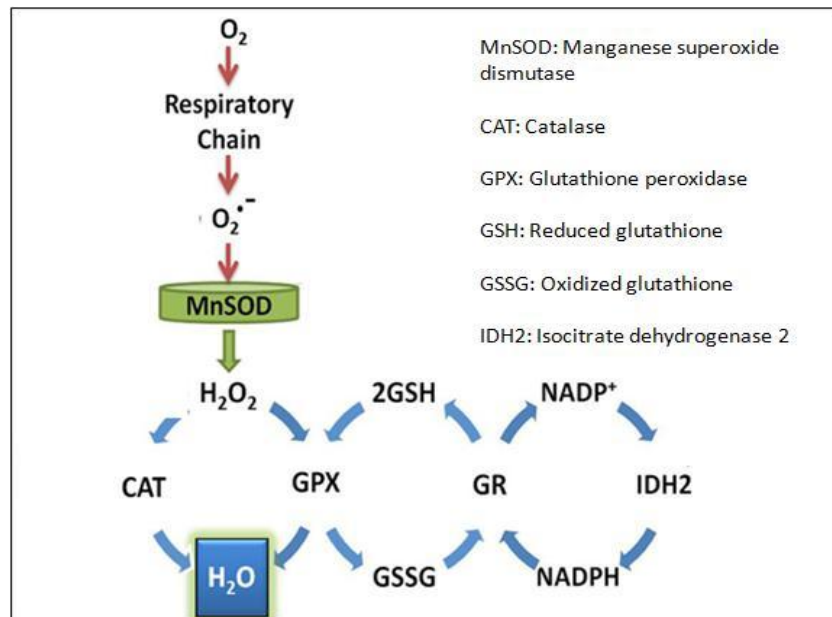 O₂
Respiratory
Chain
O₂•⁻
MnSOD
H₂O₂
2GSH
NADP⁺
CAT
GPX
GR
IDH2
H₂O
GSSG
NADPH
MnSOD: Manganese superoxide
dismutase
CAT: Catalase
GPX: Glutathione peroxidase
GSH: Reduced glutathione
GSSG: Oxidized glutathione
IDH2: Isocitrate dehydrogenase 2